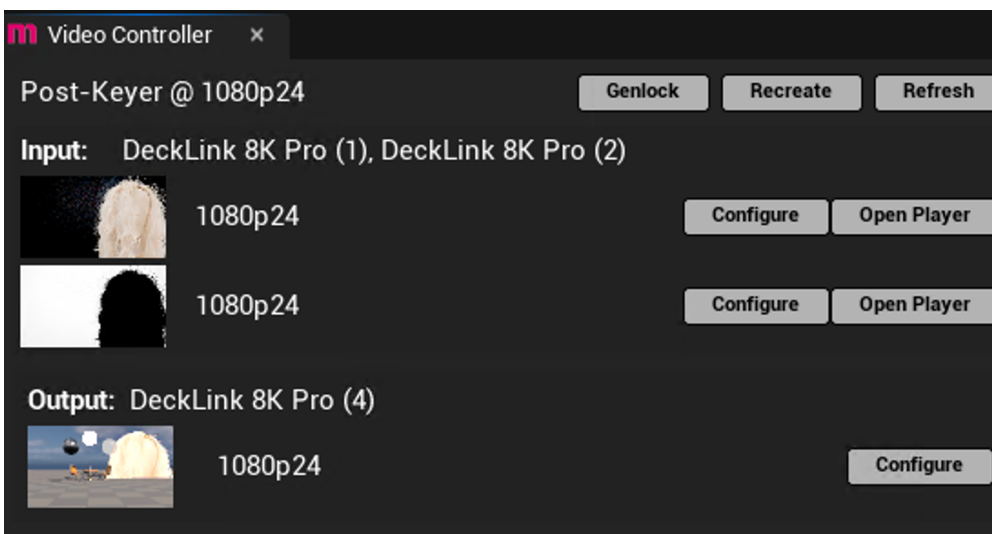 m Video Controller ×
Post-Keyer @ 1080p24 Genlock Recreate Refresh
Input: DeckLink 8K Pro (1), DeckLink 8K Pro (2)
1080p24 Configure Open Player
1080p24 Configure Open Player
Output: DeckLink 8K Pro (4)
1080p24 Configure